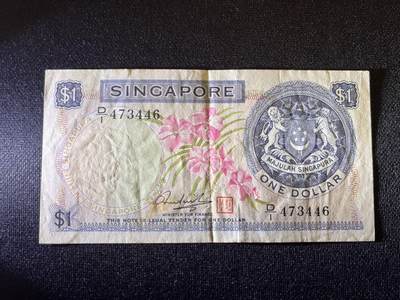 SINGAPORE
$1
$1
D/1 473446
MAJULAH SINGAPURA
ONE DOLLAR
D/1 473446
$1
MINISTER FOR FINANCE
THIS NOTE IS LEGAL TENDER FOR ONE DOLLAR